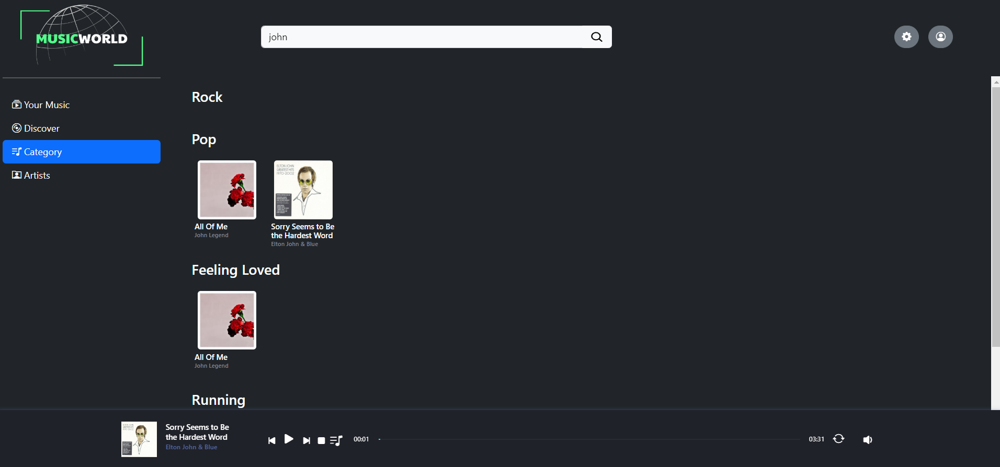 MUSICWORLD
john
Your Music
Discover
Category
Artists
Rock
Pop
ELTON JOHN
GREATEST HITS
1970-2002
All Of Me
John Legend
Sorry Seems to Be
the Hardest Word
Elton John & Blue
Feeling Loved
All Of Me
John Legend
Running
Sorry Seems to Be
the Hardest Word
Elton John & Blue
00:01
03:31